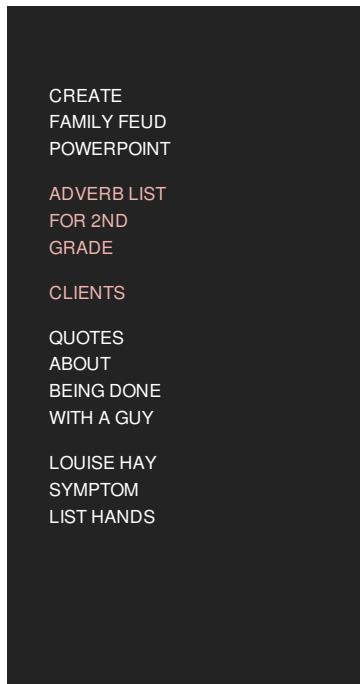 CREATE
FAMILY FEUD
POWERPOINT
ADVERB LIST
FOR 2ND
GRADE
CLIENTS
QUOTES
ABOUT
BEING DONE
WITH A GUY
LOUISE HAY
SYMPTOM
LIST HANDS